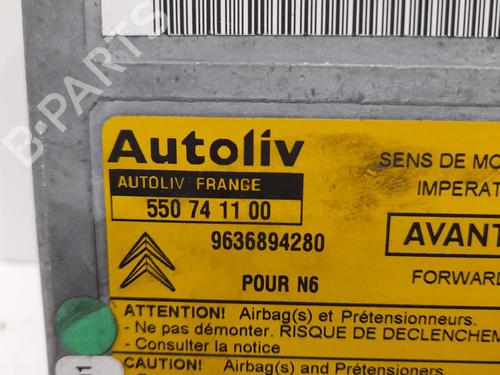 B-PARTS
Autoliv
AUTOLIV FRANCE
550 74 11 00
9636894280
POUR N6
SENS DE MO
IMPERAT
AVANT
FORWARD
ATTENTION! Airbag(s) et Prétensionneurs.
- Ne pas démonter. RISQUE DE DECLENCHEM
- Consulter la notice
CAUTION! Airbag(s) and Prétensioners